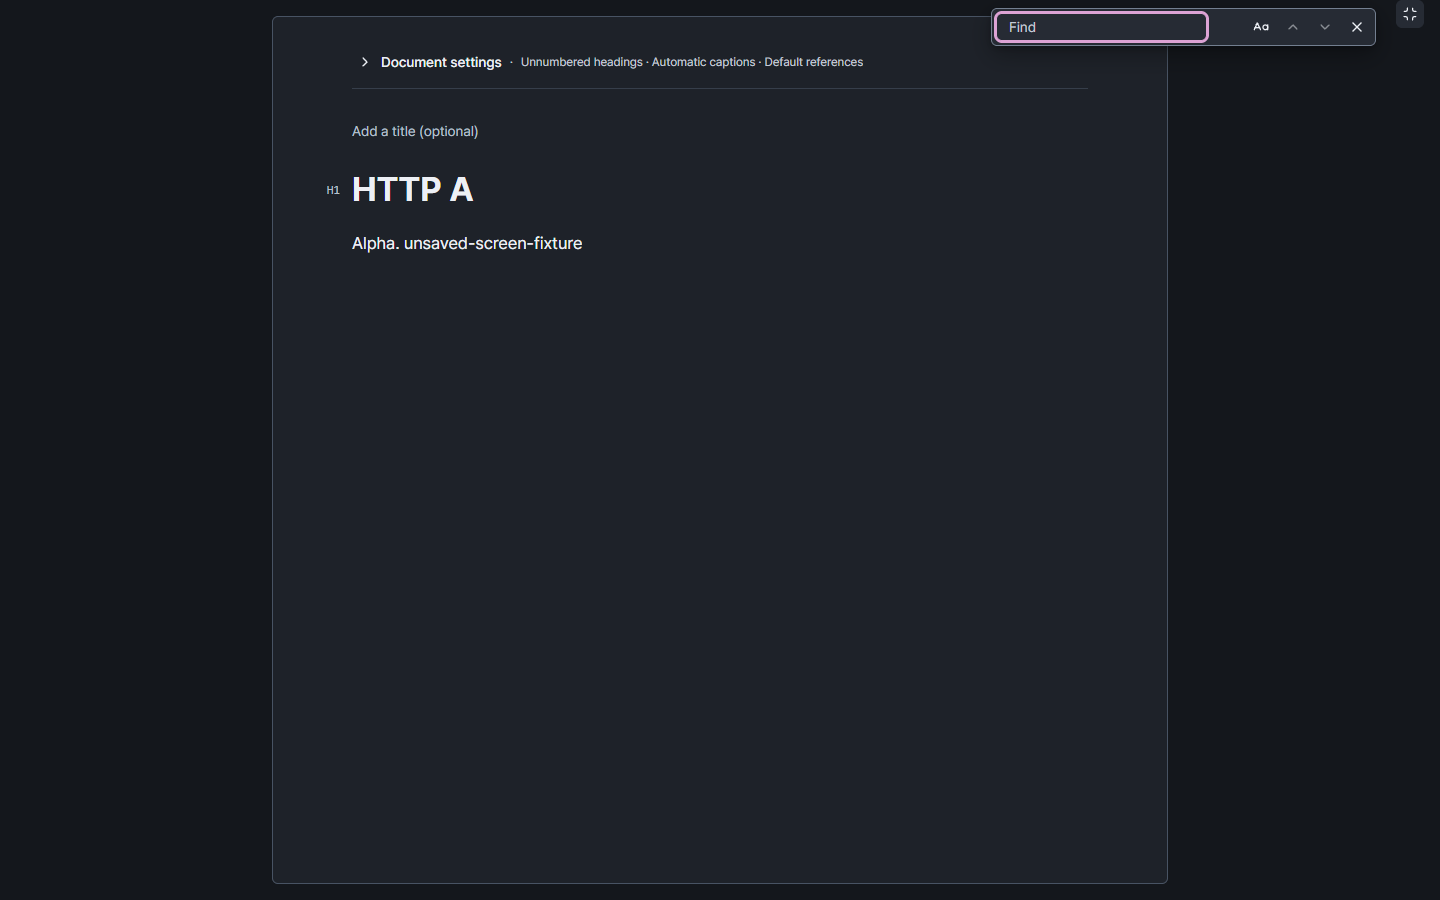 Find Aa
Document settings · Unnumbered headings · Automatic captions · Default references
Add a title (optional)
H1 HTTP A
Alpha. unsaved-screen-fixture